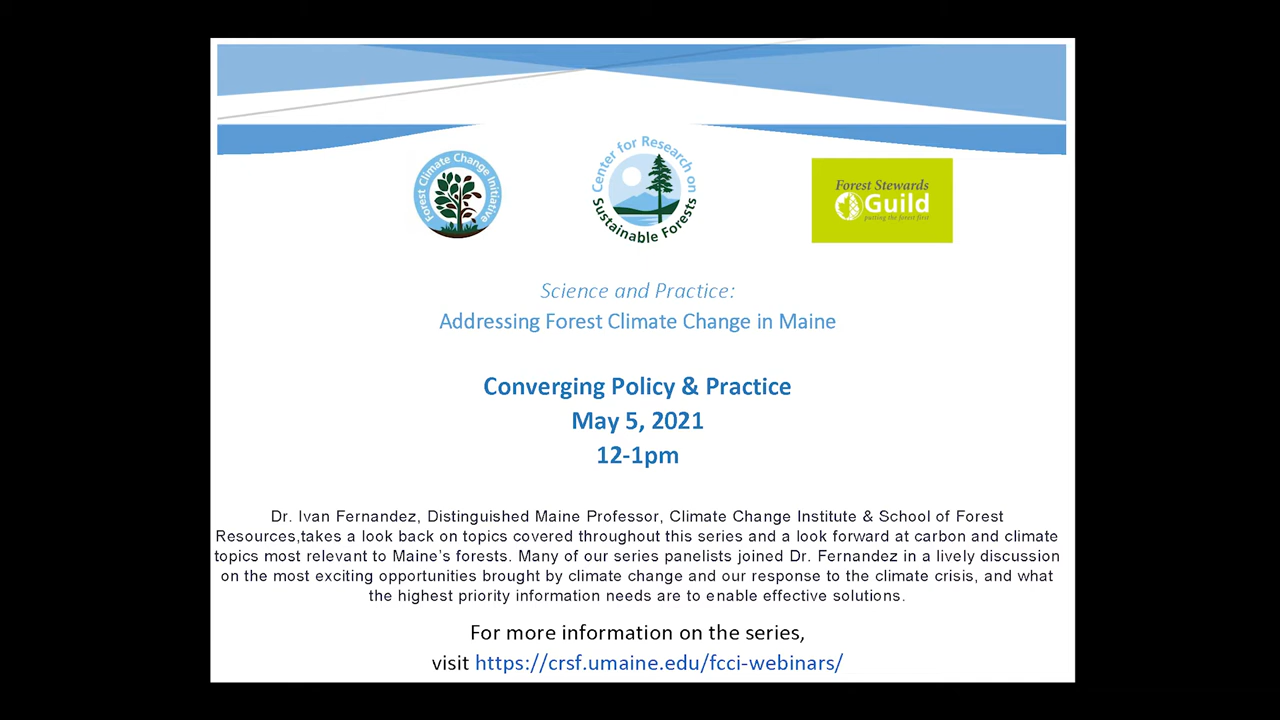 Forest Climate Change Initiative
Center for Research on
Sustainable Forests
Forest Stewards
Guild
putting the forest first
Science and Practice:
Addressing Forest Climate Change in Maine
Converging Policy & Practice
May 5, 2021
12-1pm
Dr. Ivan Fernandez, Distinguished Maine Professor, Climate Change Institute & School of Forest
Resources,takes a look back on topics covered throughout this series and a look forward at carbon and climate
topics most relevant to Maine’s forests. Many of our series panelists joined Dr. Fernandez in a lively discussion
on the most exciting opportunities brought by climate change and our response to the climate crisis, and what
the highest priority information needs are to enable effective solutions.
For more information on the series,
visit https://crsf.umaine.edu/fcci-webinars/